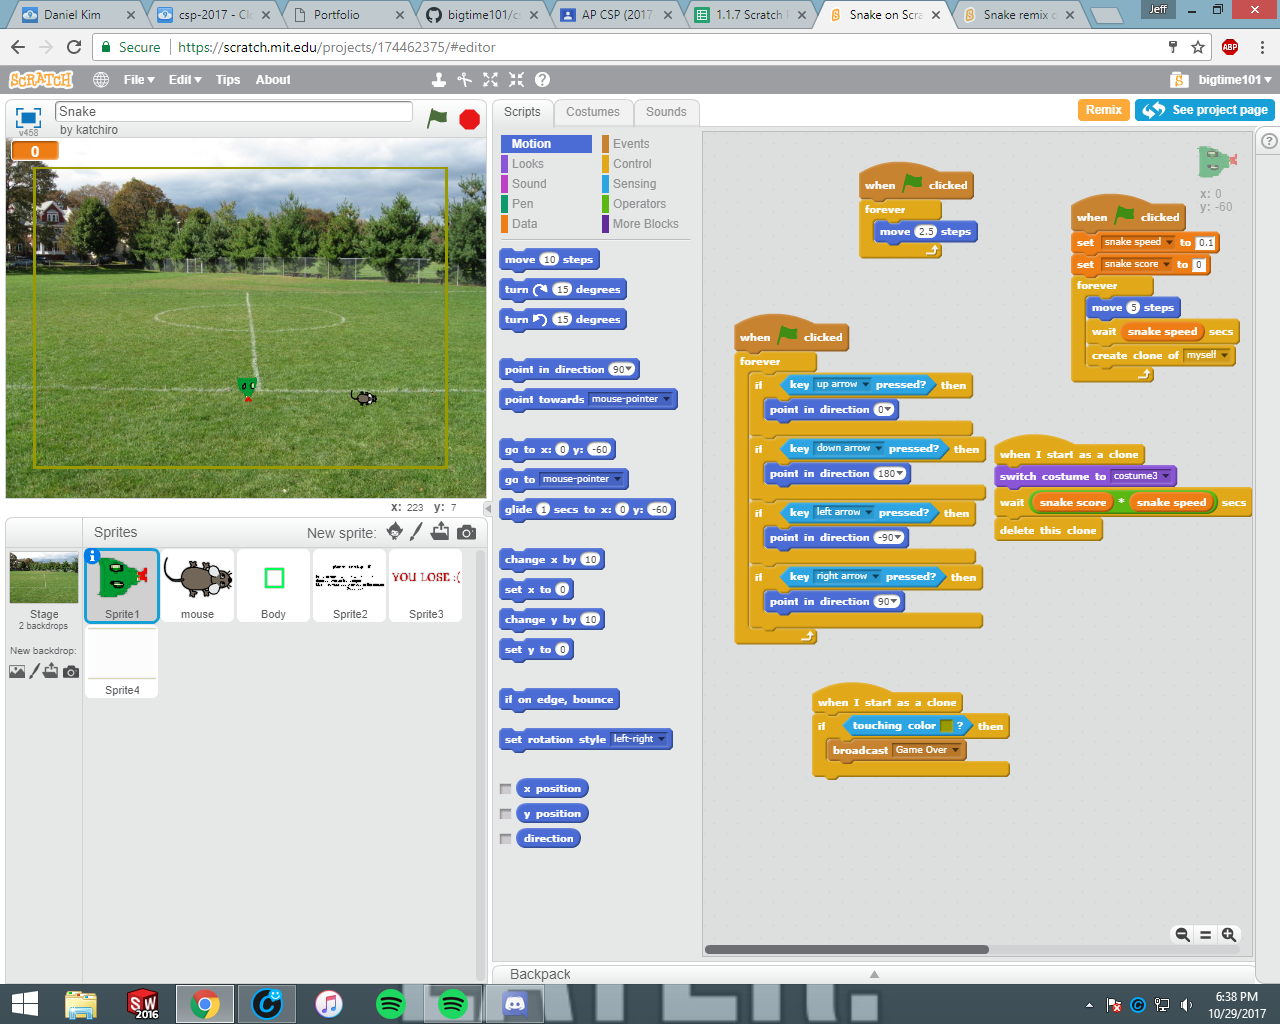 Daniel Kim
csp-2017 - Cl
Portfolio
bigtime101/c
AP CSP (2017
1.1.7 Scratch
Snake on Scra
Snake remix c
Jeff
Secure
https://scratch.mit.edu/projects/174462375/#editor
ABP
SCRATCH
File
Edit
Tips
About
bigtime101
v458
Snake
by katchiro
Scripts
Costumes
Sounds
Remix
See project page
0
x: 223 y: 7
Motion
Looks
Sound
Pen
Data
Events
Control
Sensing
Operators
More Blocks
move 10 steps
turn 15 degrees
turn 15 degrees
point in direction 90
point towards mouse-pointer
go to x: 0 y: -60
go to mouse-pointer
glide 1 secs to x: 0 y: -60
change x by 10
set x to 0
change y by 10
set y to 0
if on edge, bounce
set rotation style left-right
x position
y position
direction
when clicked
forever
move 2.5 steps
x: 0
y: -60
when clicked
set snake speed to 0.1
set snake score to 0
forever
move 5 steps
wait snake speed secs
create clone of myself
when clicked
forever
if key up arrow pressed? then
point in direction 0
if key down arrow pressed? then
point in direction 180
if key left arrow pressed? then
point in direction -90
if key right arrow pressed? then
point in direction 90
when I start as a clone
switch costume to costume3
wait snake score * snake speed secs
delete this clone
when I start as a clone
if touching color ? then
broadcast Game Over
Sprites
New sprite:
Stage
2 backdrops
New backdrop:
Sprite1
mouse
Body
Sprite2
YOU LOSE :(
Sprite3
Sprite4
Backpack
SW
2016
6:38 PM
10/29/2017